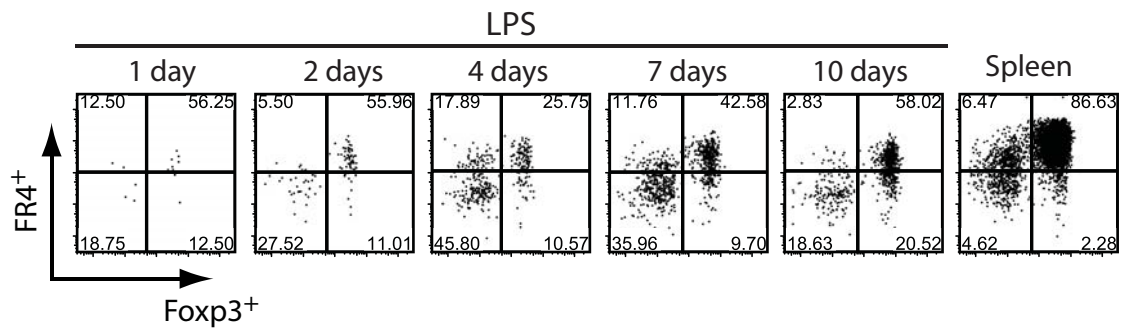 LPS
1 day 2 days 4 days 7 days 10 days Spleen
12.50 56.25 5.50 55.96 17.89 25.75 11.76 42.58 2.83 58.02 6.47 86.63
FR4+
18.75 12.50 27.52 11.01 45.80 10.57 35.96 9.70 18.63 20.52 4.62 2.28
Foxp3+